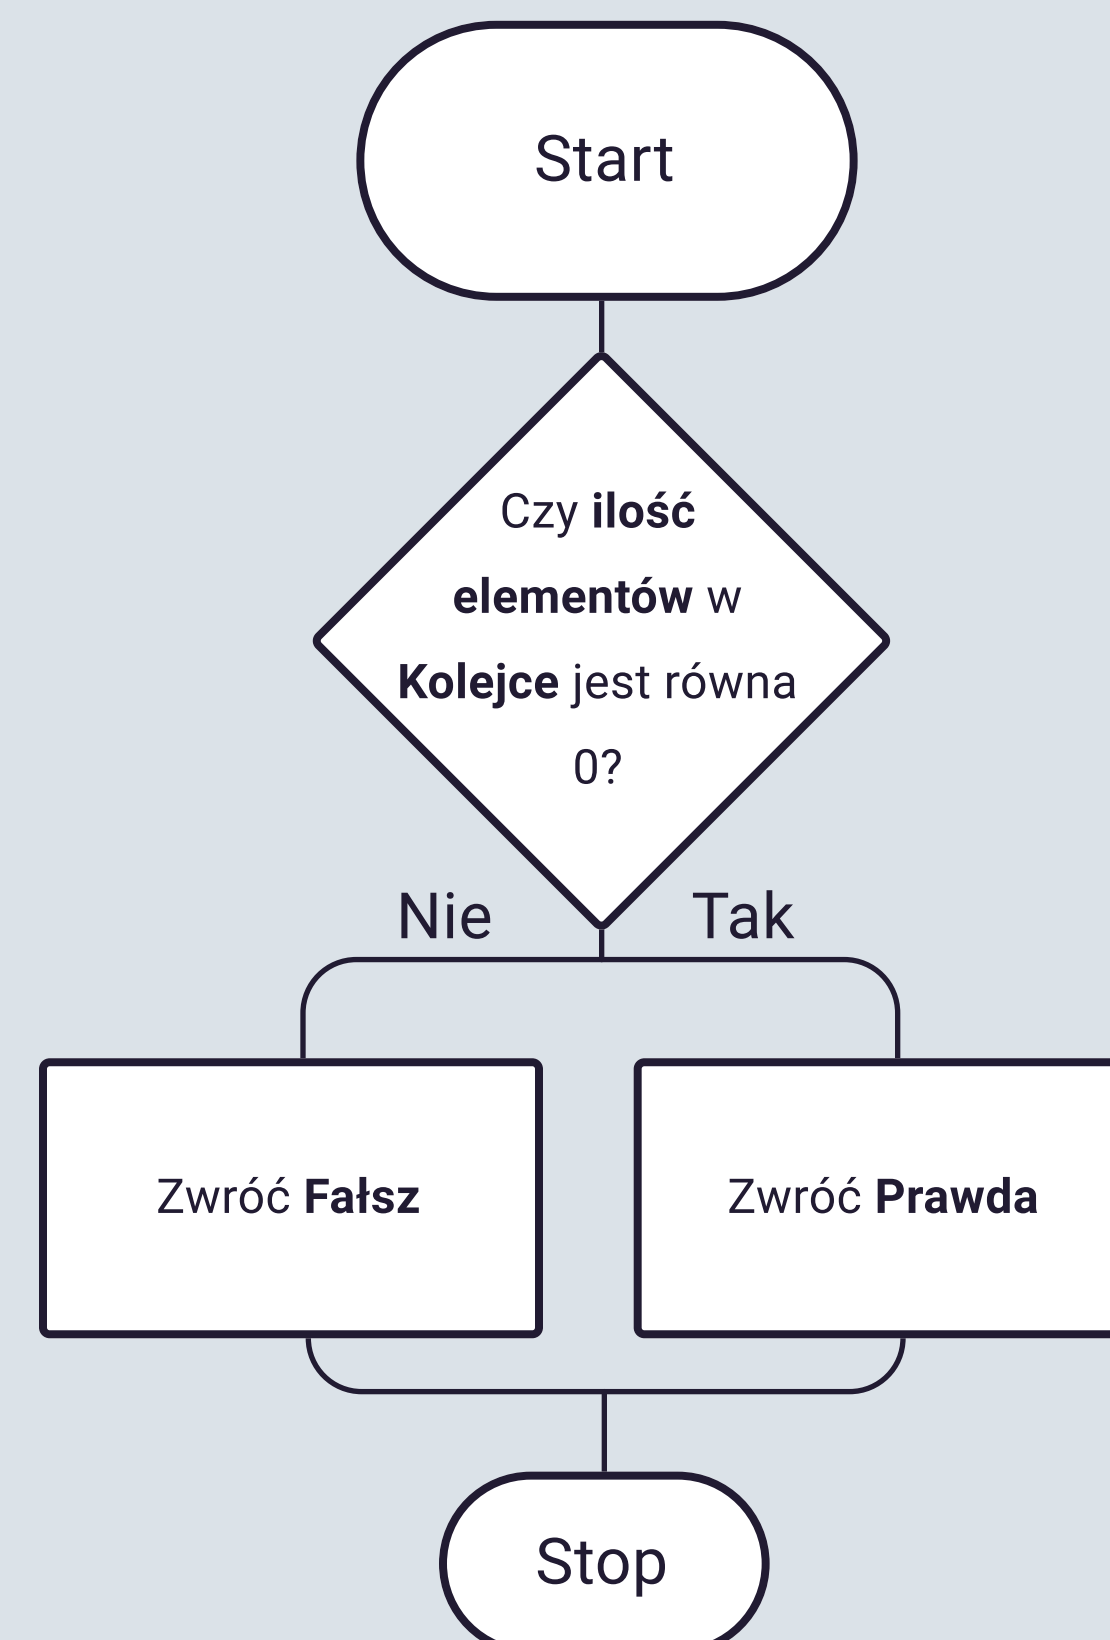 Start
Czy ilość
elementów w
Kolejce jest równa
0?
Nie
Tak
Zwróć Fałsz
Zwróć Prawda
Stop